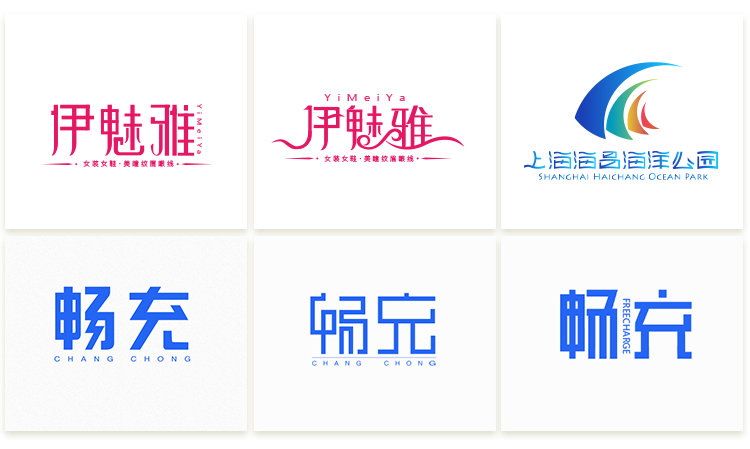 伊魅雅
YiMeiYa
女装女鞋·美瞳纹眉眼线
YiMeiYa
伊魅雅
女装女鞋·美瞳纹眉眼线
上海海昌海洋公园
SHANGHAI HAICHANG OCEAN PARK
畅充
CHANG CHONG
畅充
CHANG CHONG
畅充
FREECHARGE